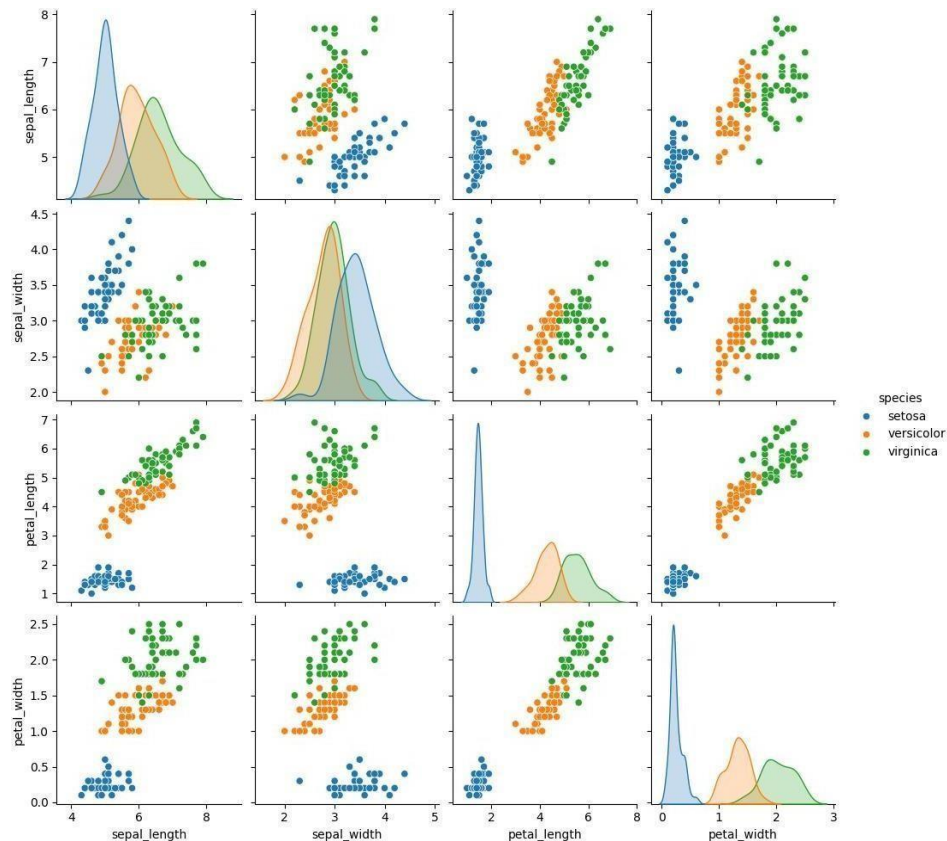 8
7
6
5
sepal_length
4.5
4.0
3.5
3.0
2.5
2.0
sepal_width
species
setosa
versicolor
virginica
7
6
5
4
3
2
1
petal_length
2.5
2.0
1.5
1.0
0.5
0.0
petal_width
4 6 8
2 3 4 5
2 4 6 8
0 1 2 3
sepal_length
sepal_width
petal_length
petal_width